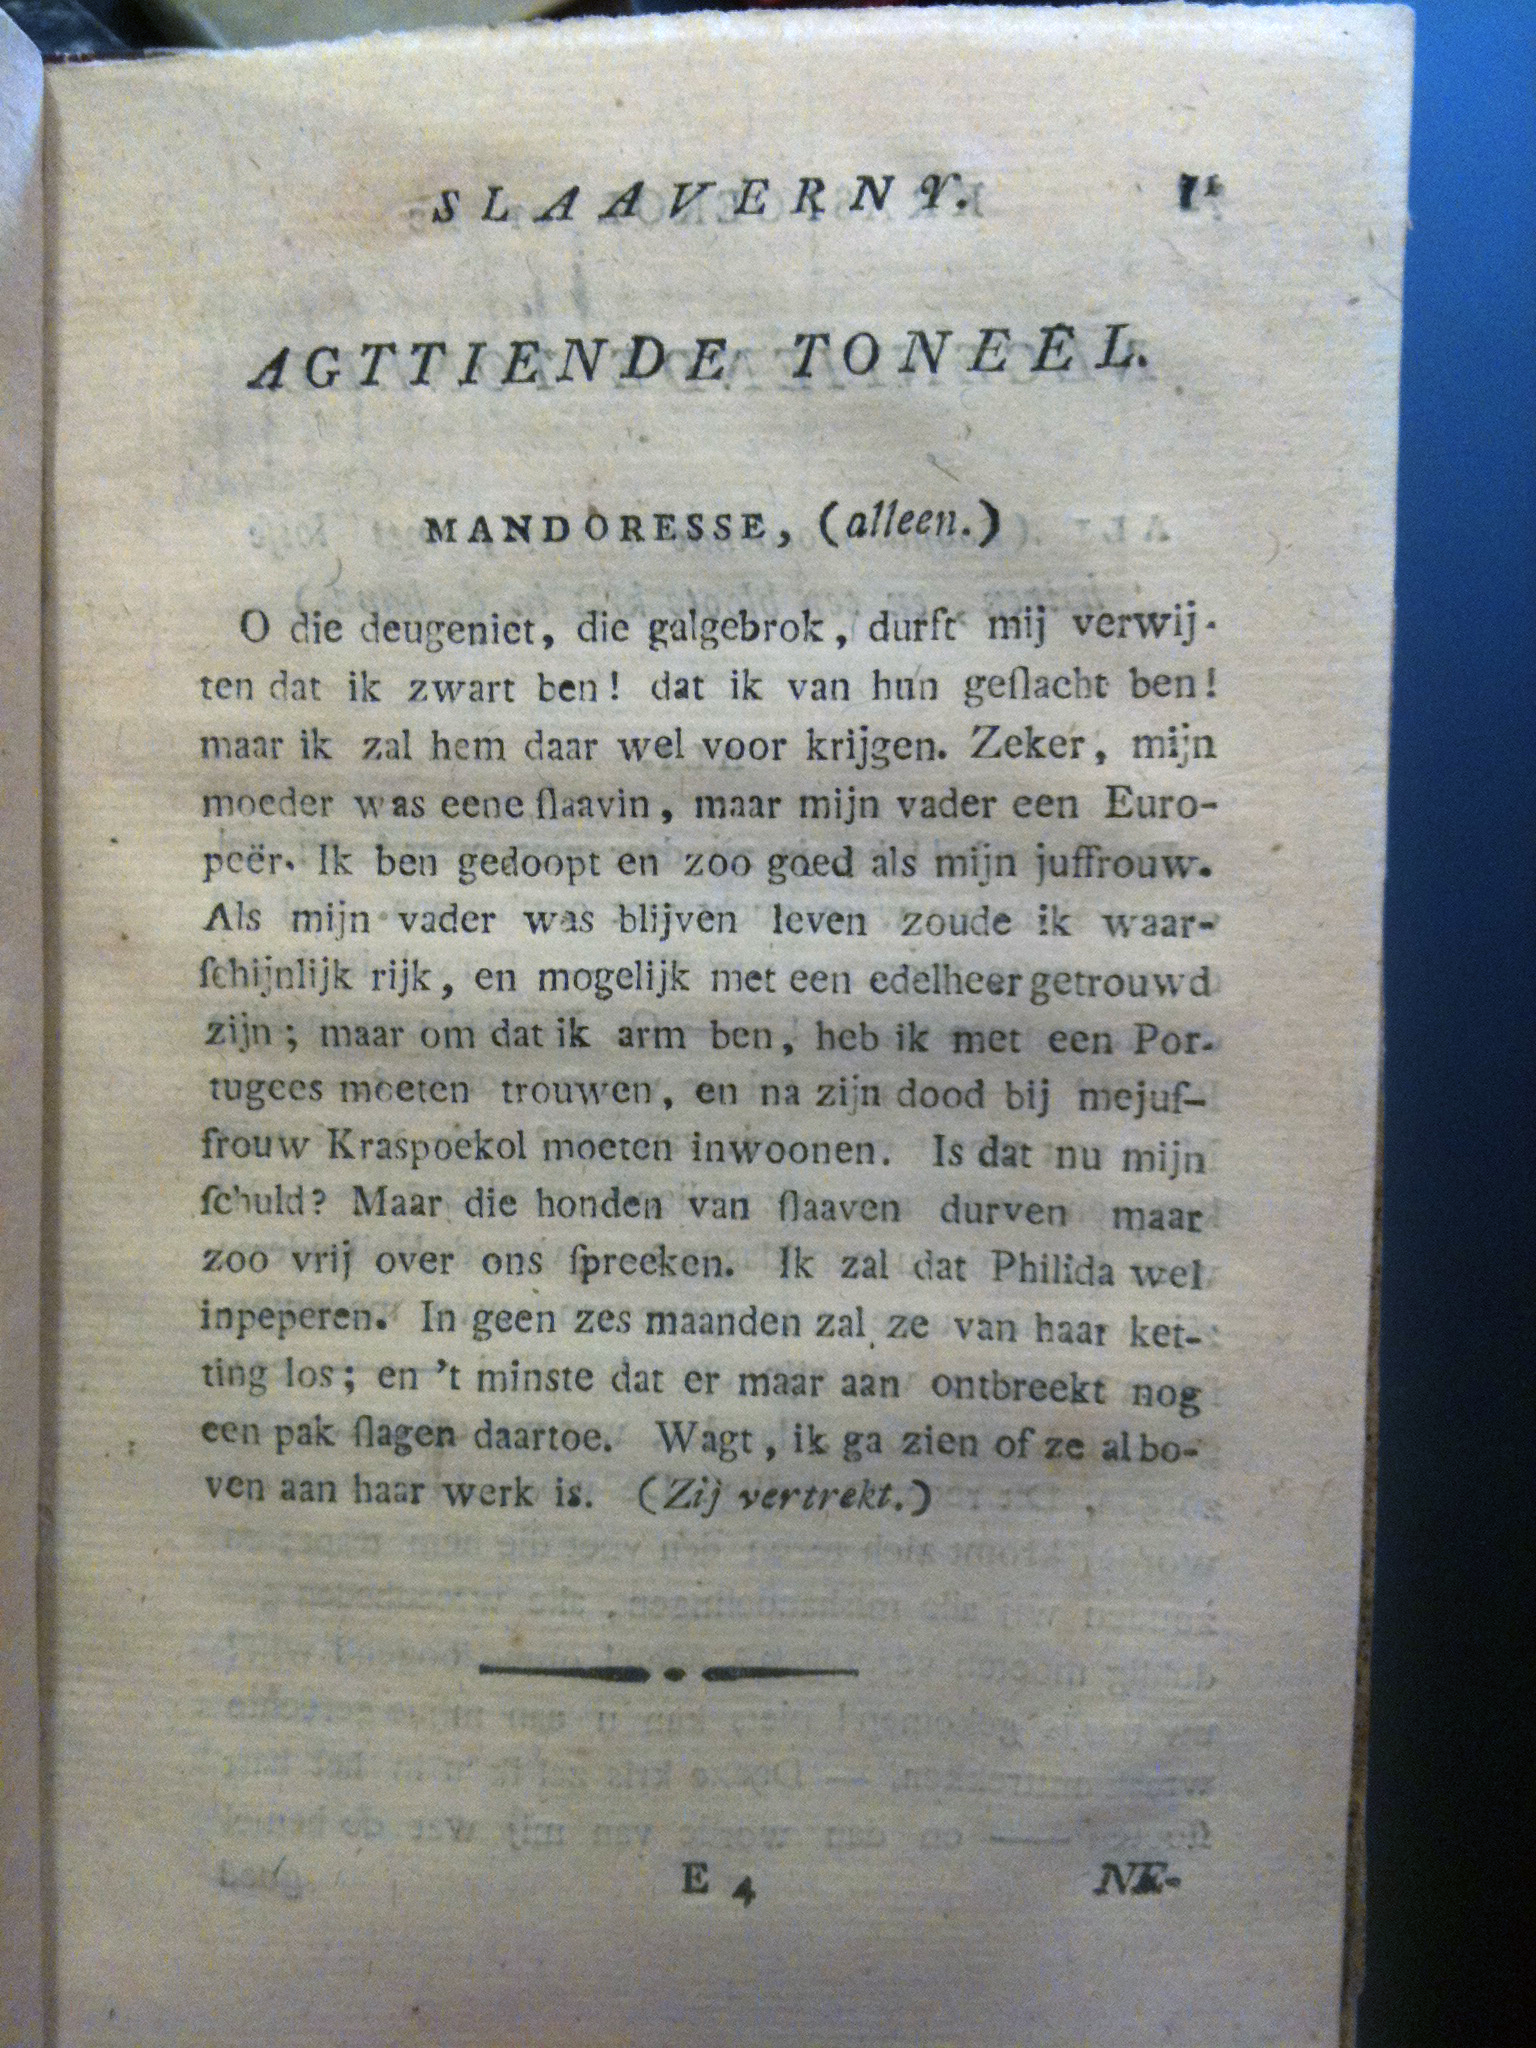 SLAAVERNY. 71
AGTTIENDE TONEEL.
MANDORESSE, (alleen.)
O die deugeniet, die galgebrok, durft mij verwij-
ten dat ik zwart ben! dat ik van hun geſlacht ben!
maar ik zal hem daar wel voor krijgen. Zeker, mijn
moeder was eene ſlaavin, maar mijn vader een Euro-
peër. Ik ben gedoopt en zoo goed als mijn juffrouw.
Als mijn vader was blijven leven zoude ik waar-
ſchijnlijk rijk, en mogelijk met een edelheer getrouwd
zijn; maar om dat ik arm ben, heb ik met een Por-
tugees moeten trouwen, en na zijn dood bij mejuf-
frouw Kraspoekol moeten inwoonen. Is dat nu mijn
ſchuld? Maar die honden van ſlaaven durven maar
zoo vrij over ons ſpreeken. Ik zal dat Philida wel
inpeperen. In geen zes maanden zal ze van haar ket-
ting los; en 't minste dat er maar aan ontbreekt nog
een pak ſlagen daartoe. Wagt, ik ga zien of ze al bo-
ven aan haar werk is. (Zij vertrekt.)
E 4 NE-